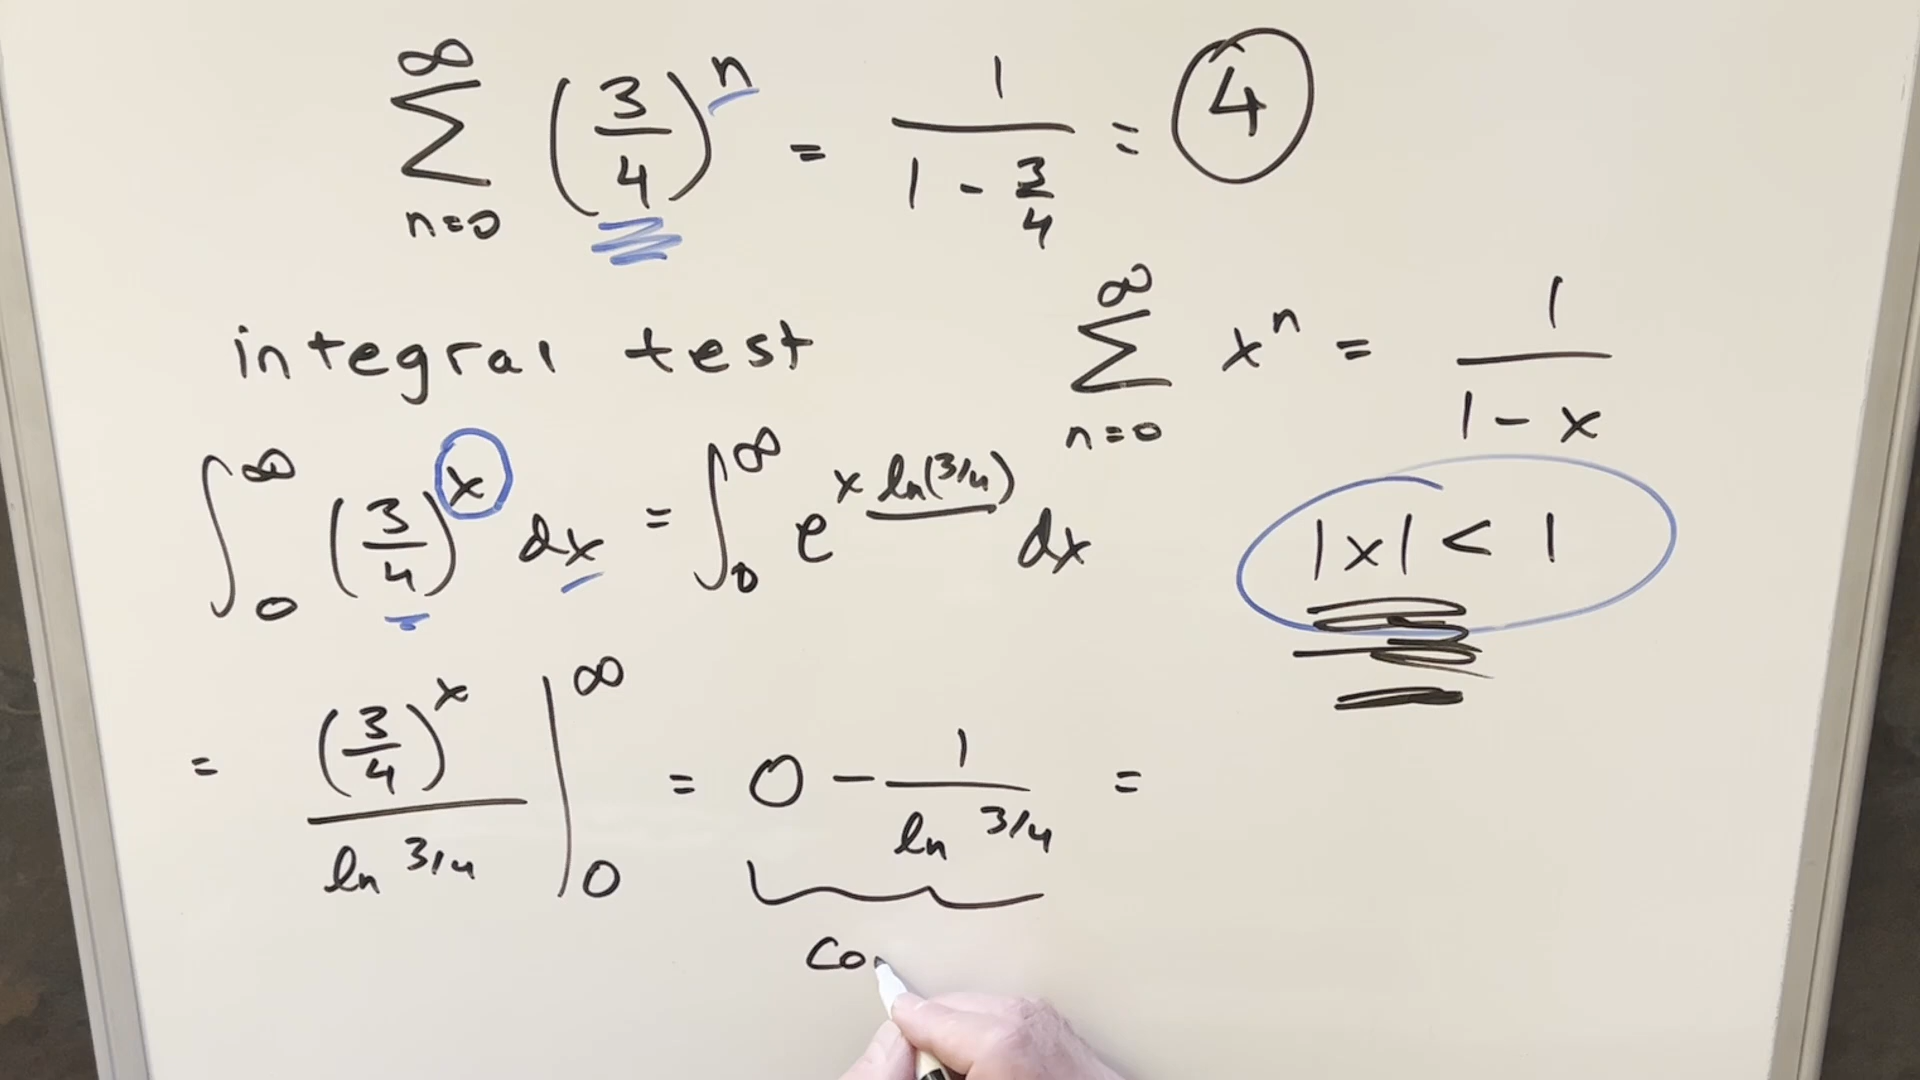 ∞∑n=0 (3/4)^n = 1/(1 - 3/4) = 4
integral test
∞∑n=0 x^n = 1/(1 - x)
∫_0^∞ (3/4)^x dx = ∫_0^∞ e^(x ln(3/4)) dx
|x| < 1
= (3/4)^x / ln 3/4 |_0^∞ = 0 - 1/ln 3/4 =
Co